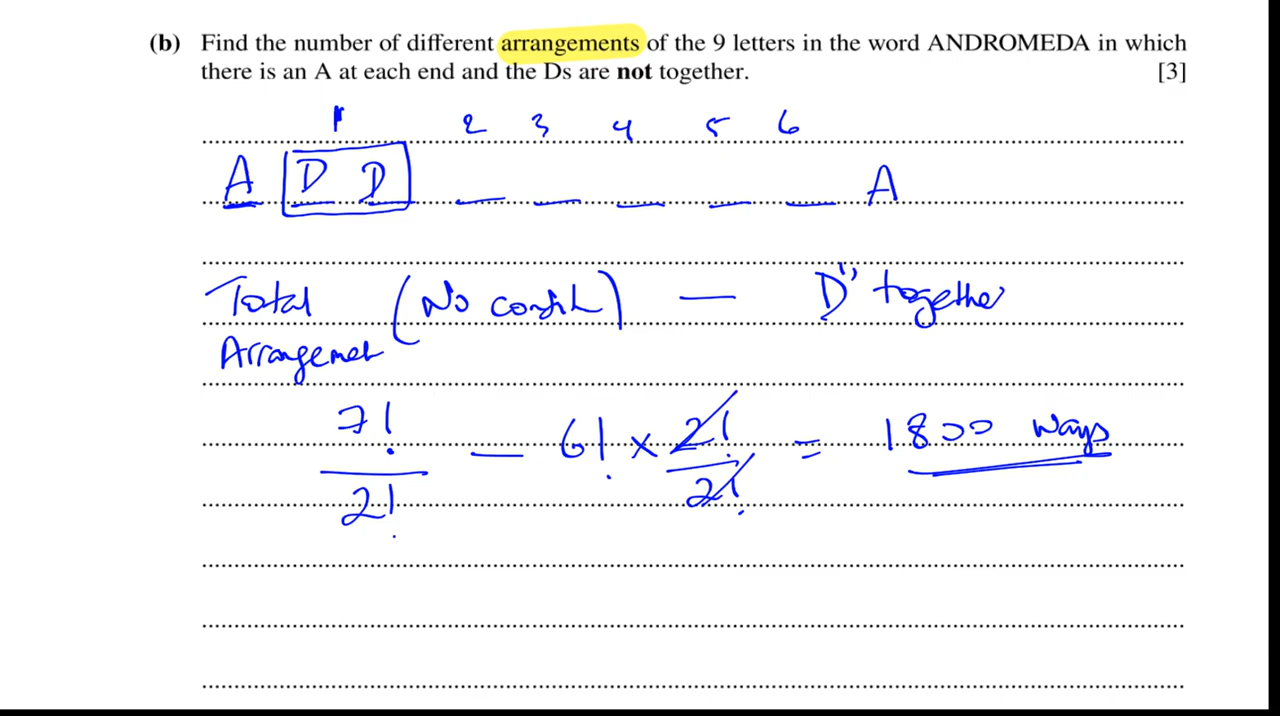 (b) Find the number of different arrangements of the 9 letters in the word ANDROMEDA in which
there is an A at each end and the Ds are not together. [3]
1 2 3 4 5 6
A D D _ _ _ _ _ A
Total (No ) — D's together
Arrangemet
7!/2! — 6! × 2!/2! = 1800 ways